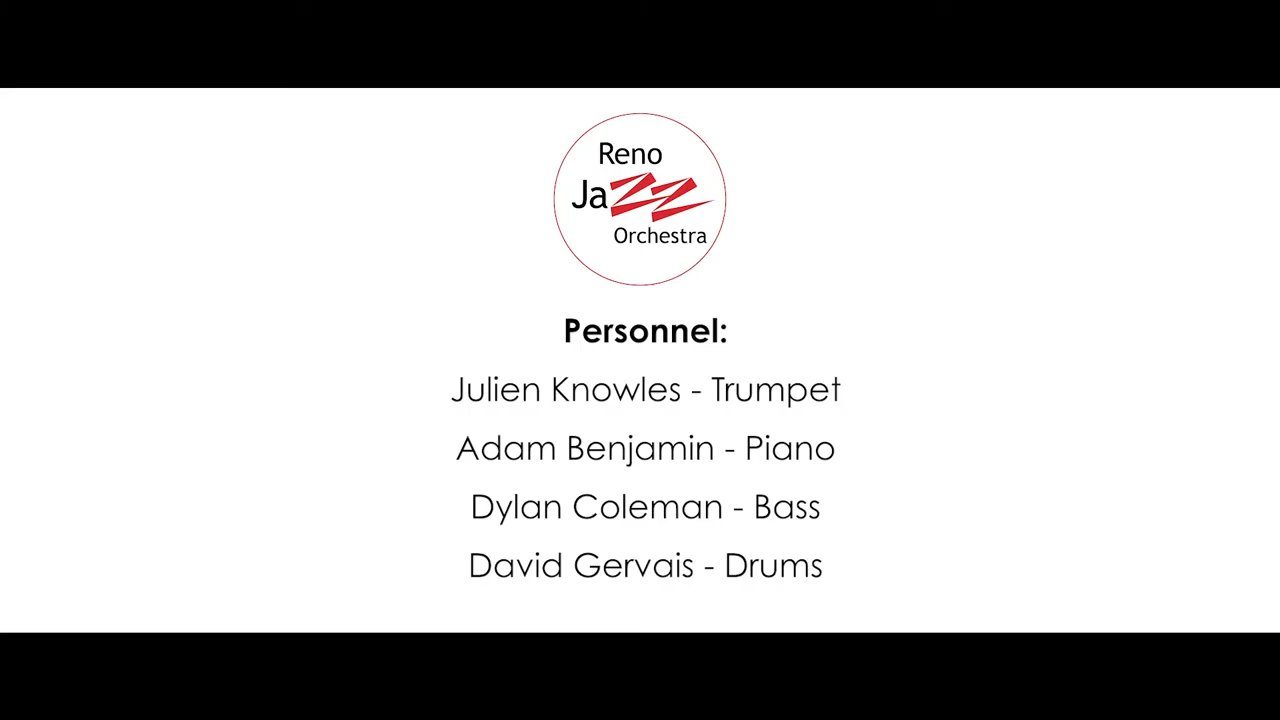 Reno
Jazz
Orchestra
Personnel:
Julien Knowles - Trumpet
Adam Benjamin - Piano
Dylan Coleman - Bass
David Gervais - Drums